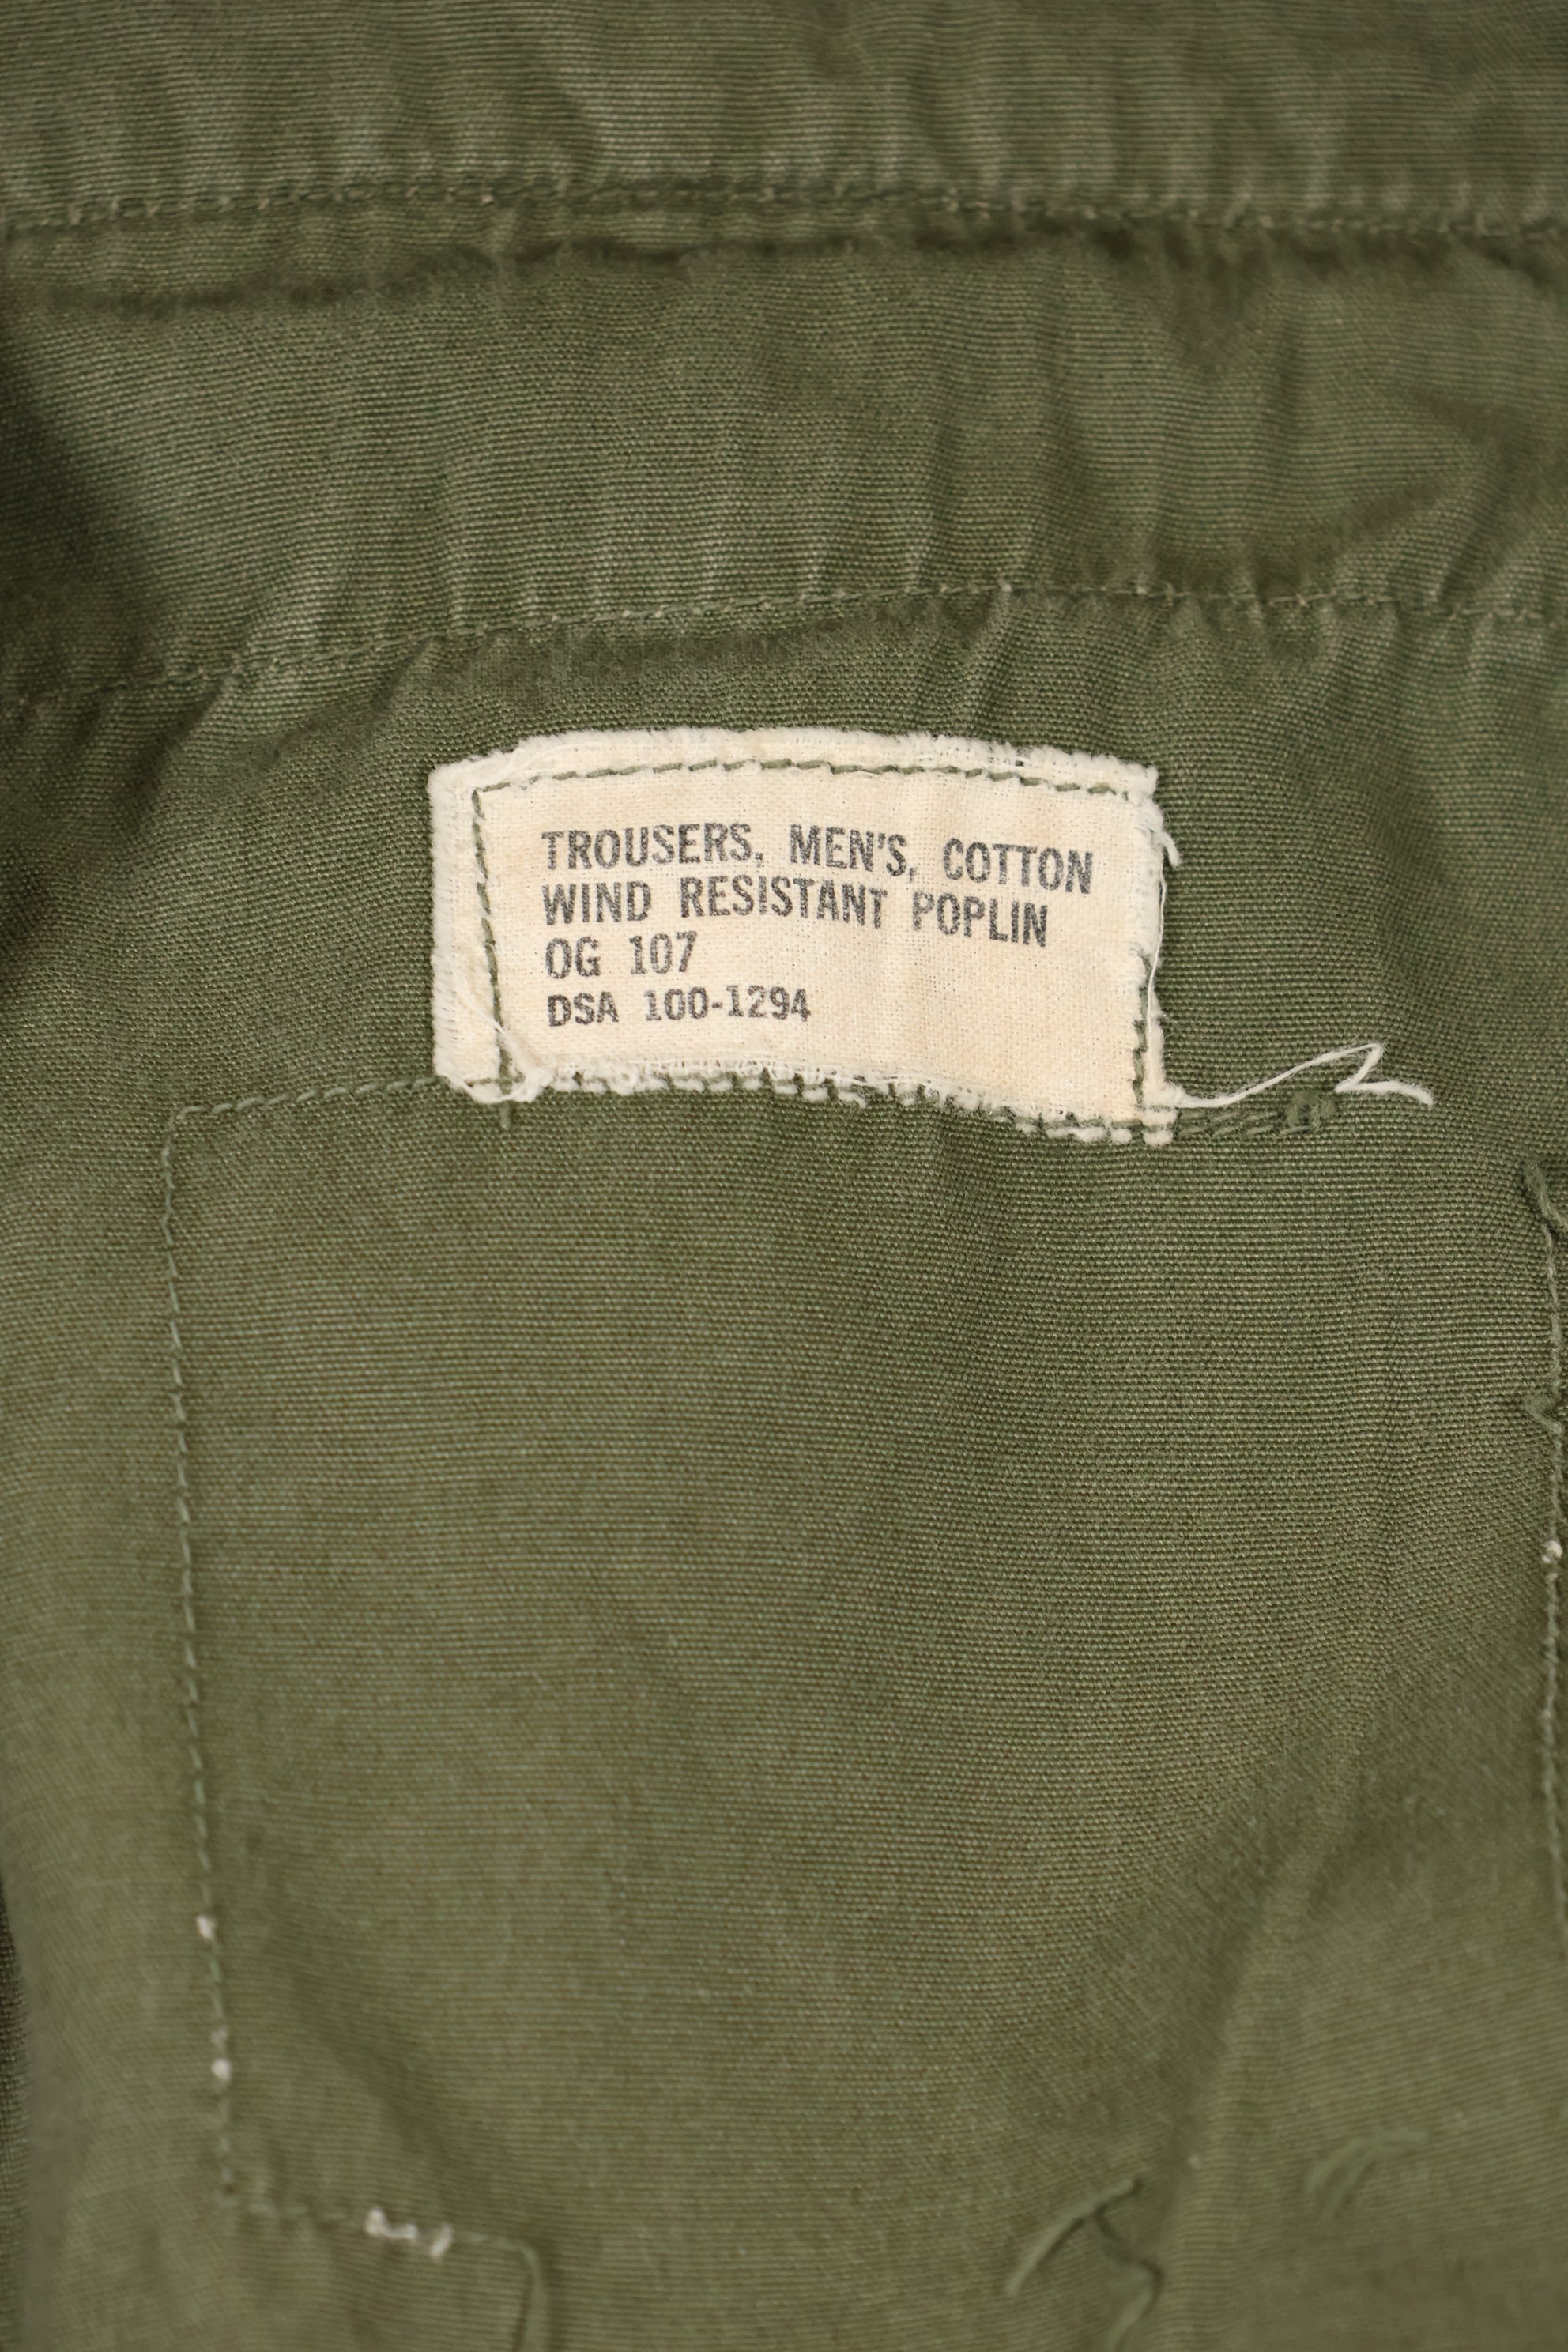 TROUSERS, MEN'S, COTTON
WIND RESISTANT POPLIN
OG 107
DSA 100-1294